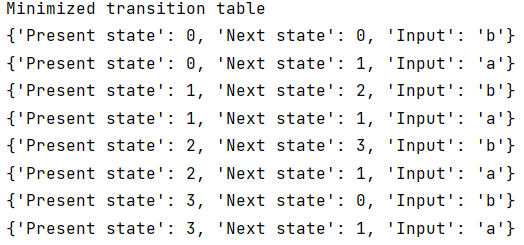 Minimized transition table
{'Present state': 0, 'Next state': 0, 'Input': 'b'}
{'Present state': 0, 'Next state': 1, 'Input': 'a'}
{'Present state': 1, 'Next state': 2, 'Input': 'b'}
{'Present state': 1, 'Next state': 1, 'Input': 'a'}
{'Present state': 2, 'Next state': 3, 'Input': 'b'}
{'Present state': 2, 'Next state': 1, 'Input': 'a'}
{'Present state': 3, 'Next state': 0, 'Input': 'b'}
{'Present state': 3, 'Next state': 1, 'Input': 'a'}